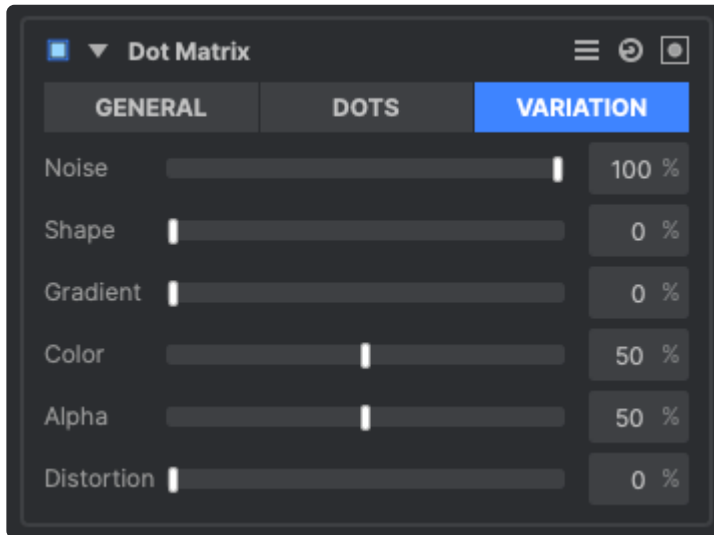 Dot Matrix
GENERAL DOTS VARIATION
Noise 100 %
Shape 0 %
Gradient 0 %
Color 50 %
Alpha 50 %
Distortion 0 %